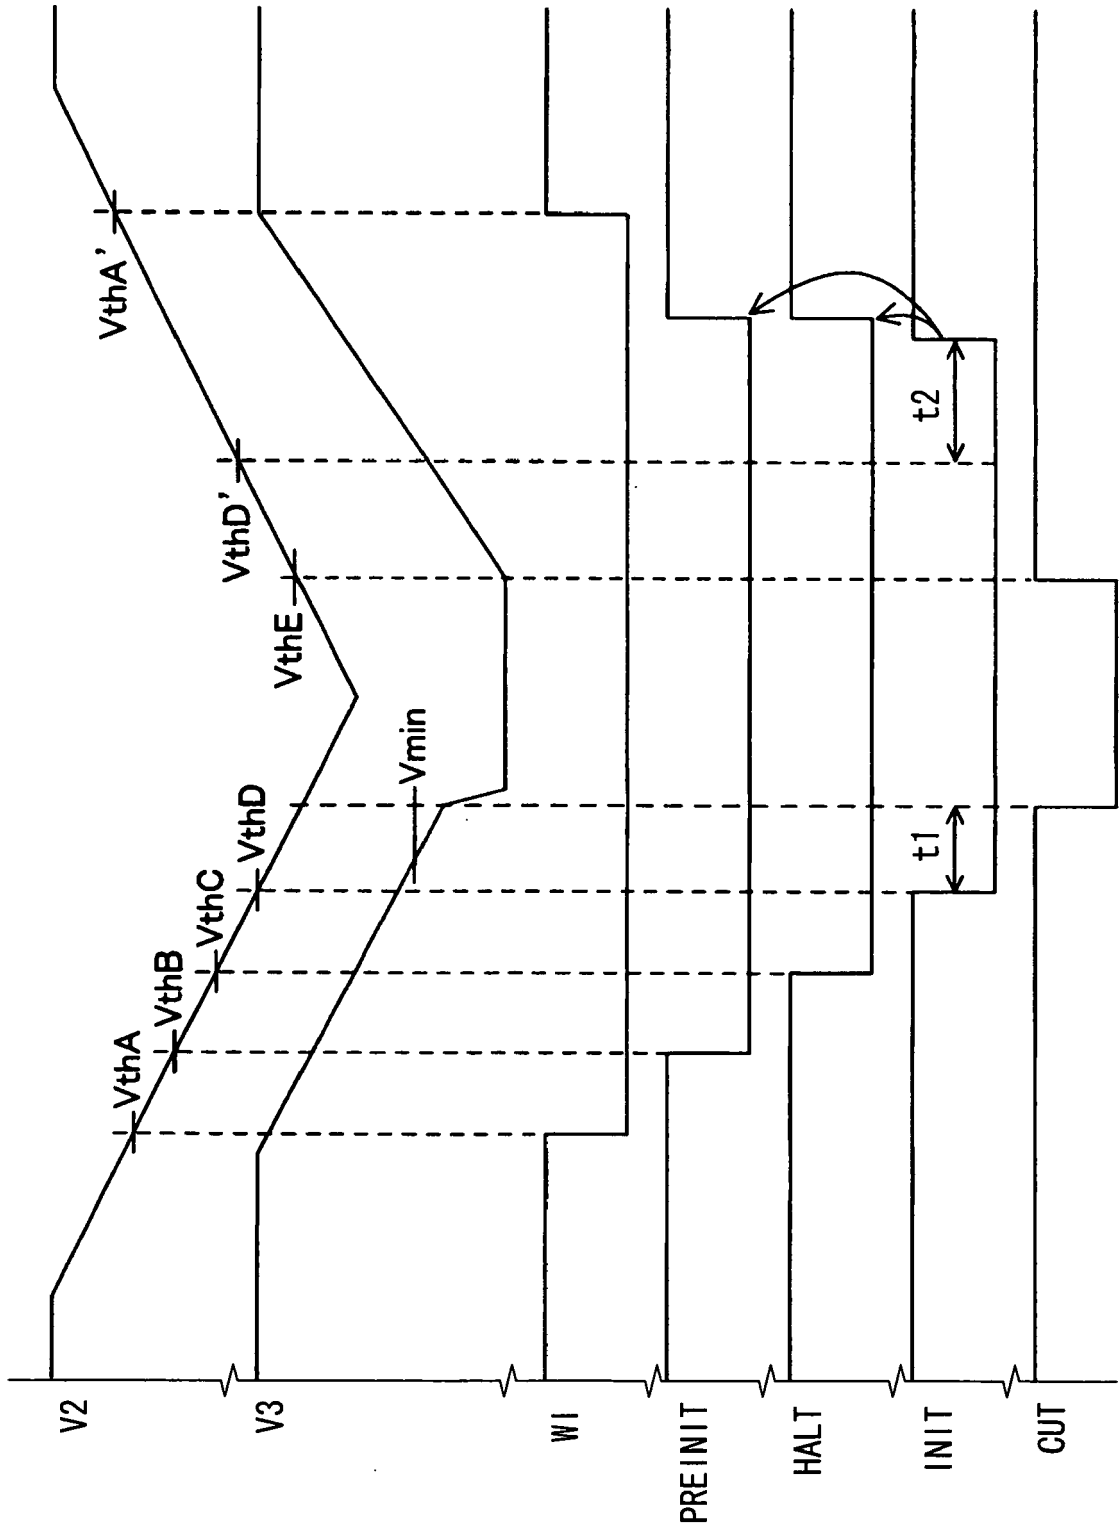 V2
V3
WI
PREINIT
HALT
INIT
CUT
VthA
VthB
VthC
VthD
Vmin
VthE
VthD'
VthA'
t1
t2